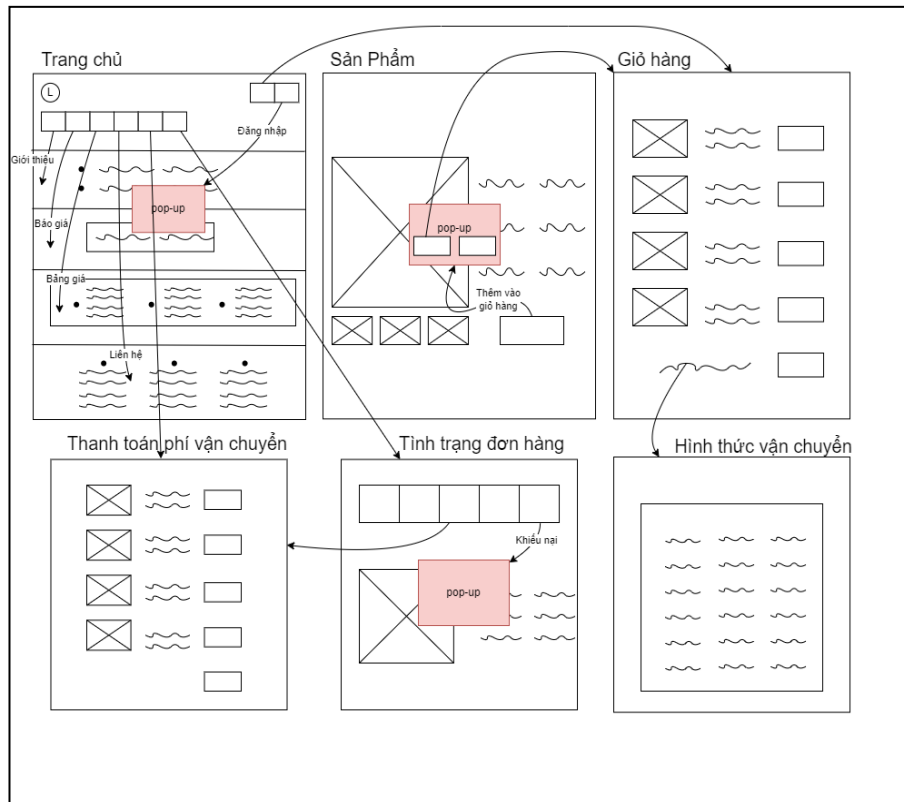 Trang chủ
Sản Phẩm
Giỏ hàng
L
Đăng nhập
Giới thiệu
pop-up
Báo giá
pop-up
Bảng giá
Thêm vào
giỏ hàng
Liên hệ
Thanh toán phí vận chuyển
Tình trạng đơn hàng
Hình thức vận chuyển
Khiếu nại
pop-up